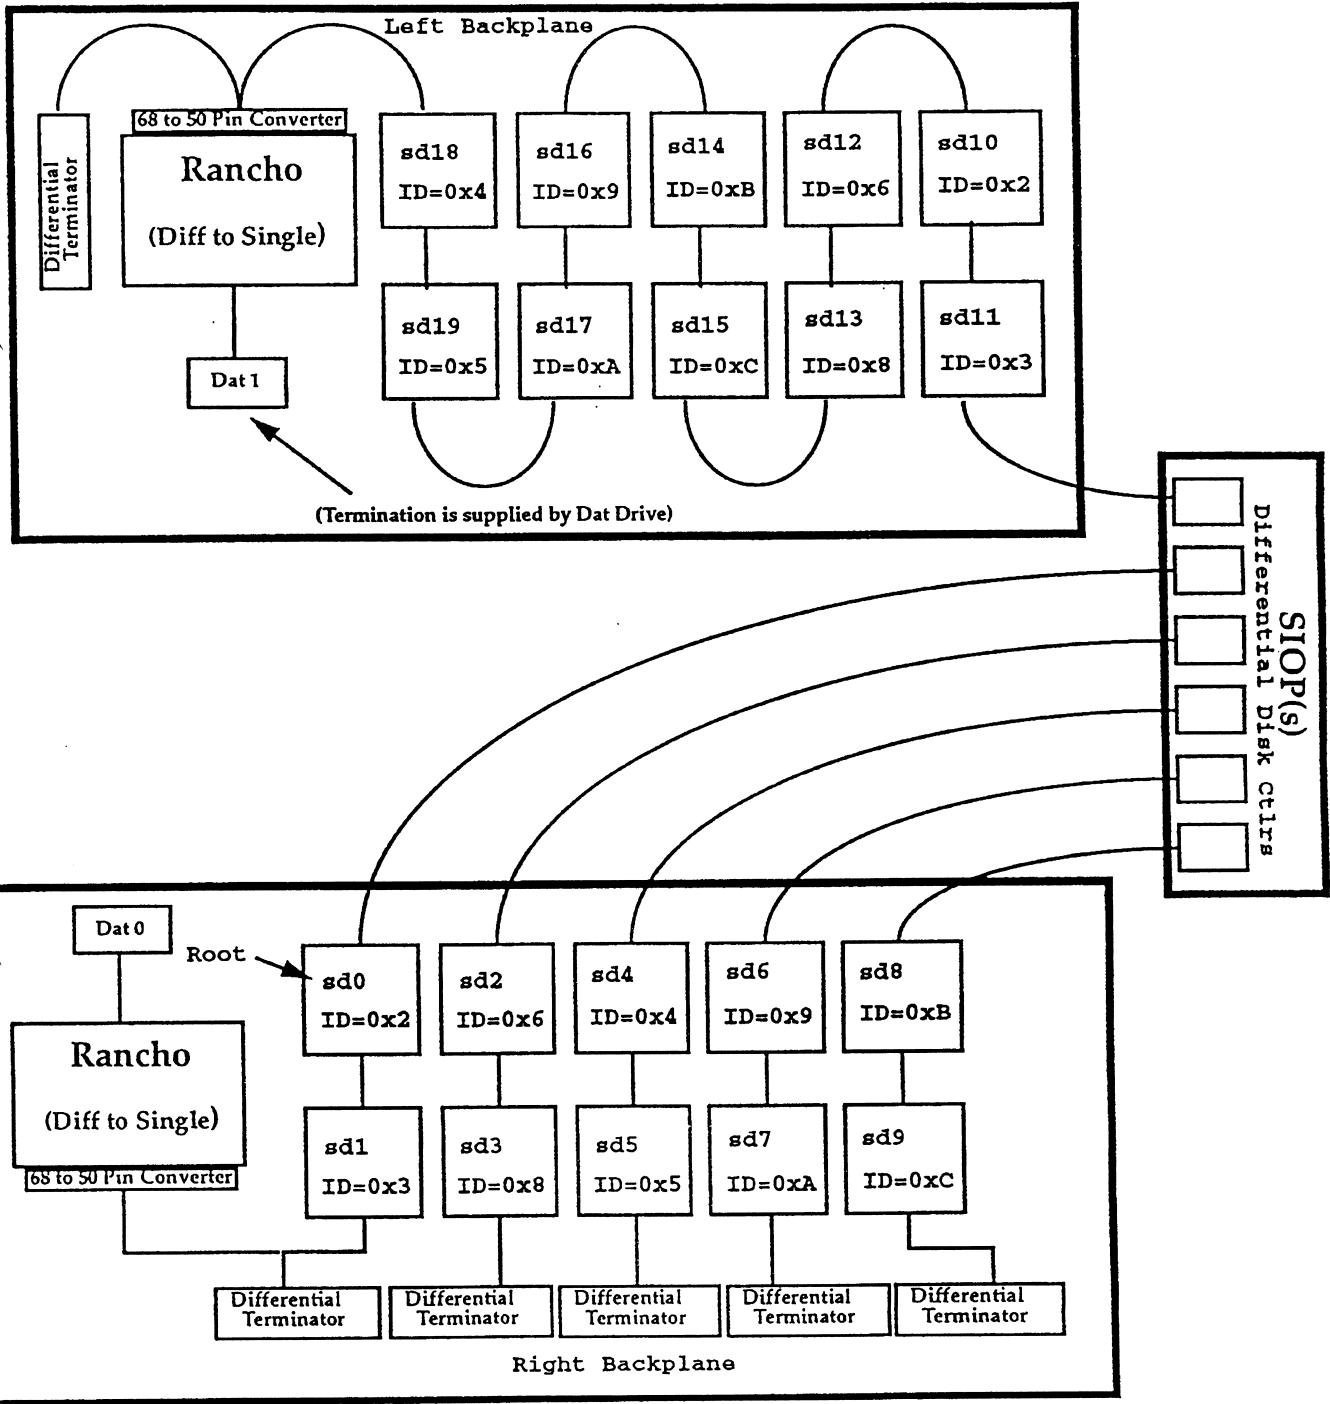 Left Backplane
68 to 50 Pin Converter
Rancho
(Diff to Single)
Differential
Terminator
Dat 1
(Termination is supplied by Dat Drive)
sd18
ID=0x4
sd16
ID=0x9
sd14
ID=0xB
sd12
ID=0x6
sd10
ID=0x2
sd19
ID=0x5
sd17
ID=0xA
sd15
ID=0xC
sd13
ID=0x8
sd11
ID=0x3
SIOP(s)
Differential Disk Ctlrs
Dat 0
Root
Rancho
(Diff to Single)
68 to 50 Pin Converter
sd0
ID=0x2
sd2
ID=0x6
sd4
ID=0x4
sd6
ID=0x9
sd8
ID=0xB
sd1
ID=0x3
sd3
ID=0x8
sd5
ID=0x5
sd7
ID=0xA
sd9
ID=0xC
Differential
Terminator
Differential
Terminator
Differential
Terminator
Differential
Terminator
Differential
Terminator
Right Backplane